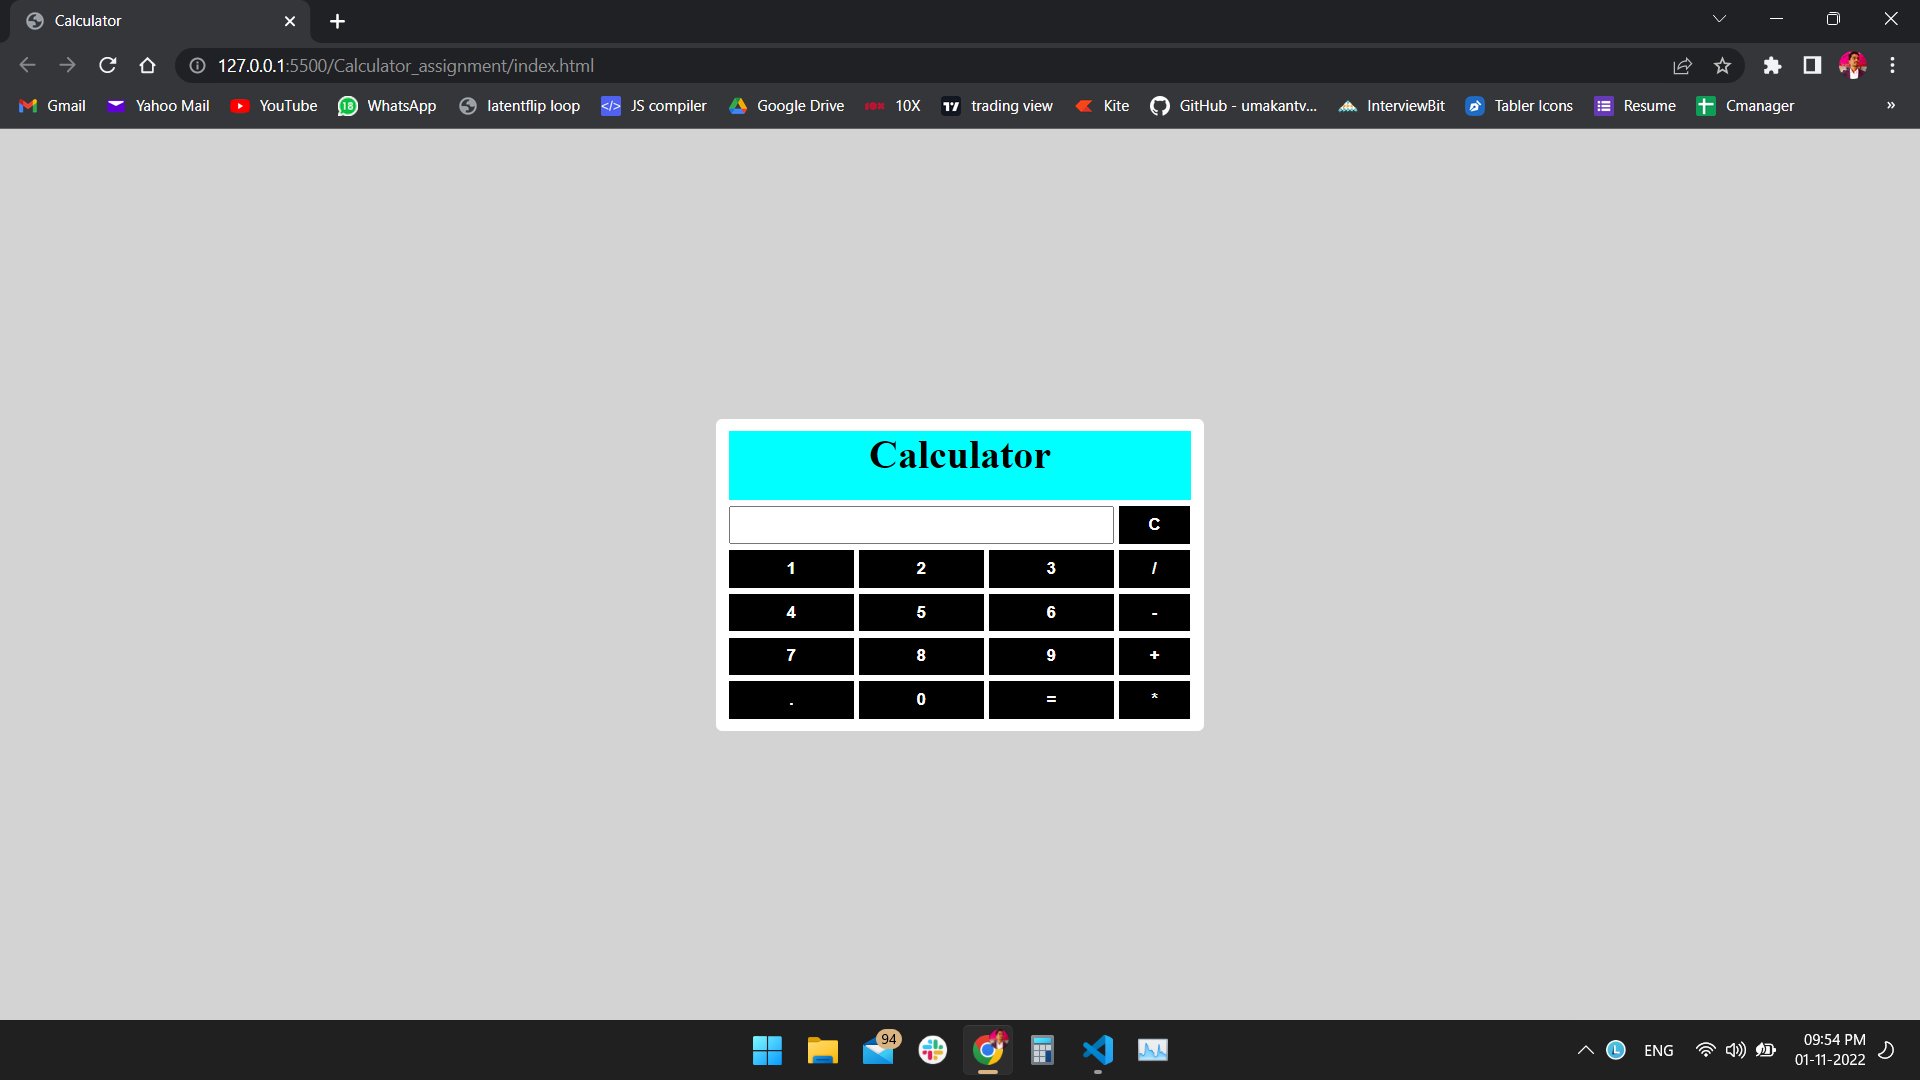 Calculator
127.0.0.1:5500/Calculator_assignment/index.html
Gmail Yahoo Mail YouTube 18 WhatsApp latentflip loop </> JS compiler Google Drive 10X 10X trading view Kite GitHub - umakantv... InterviewBit Tabler Icons Resume Cmanager »
Calculator
C
1 2 3 /
4 5 6 -
7 8 9 +
. 0 = *
94
L ENG 09:54 PM
01-11-2022